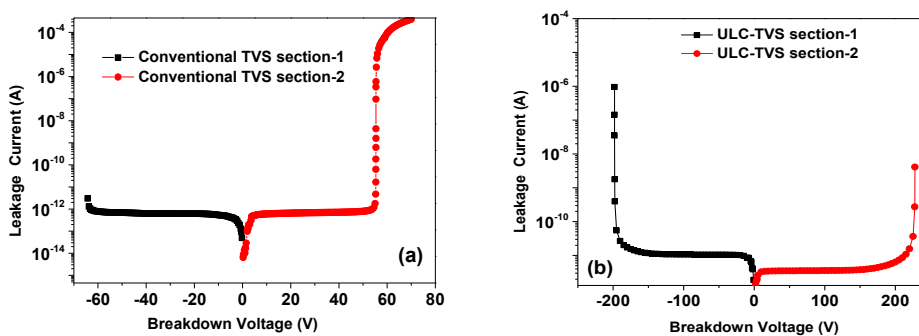 Leakage Current (A)
10^-4
10^-6
10^-8
10^-10
10^-12
10^-14
Conventional TVS section-1
Conventional TVS section-2
(a)
-60 -40 -20 0 20 40 60 80
Breakdown Voltage (V)
Leakage Current (A)
10^-4
10^-6
10^-8
10^-10
ULC-TVS section-1
ULC-TVS section-2
(b)
-200 -100 0 100 200
Breakdown Voltage (V)